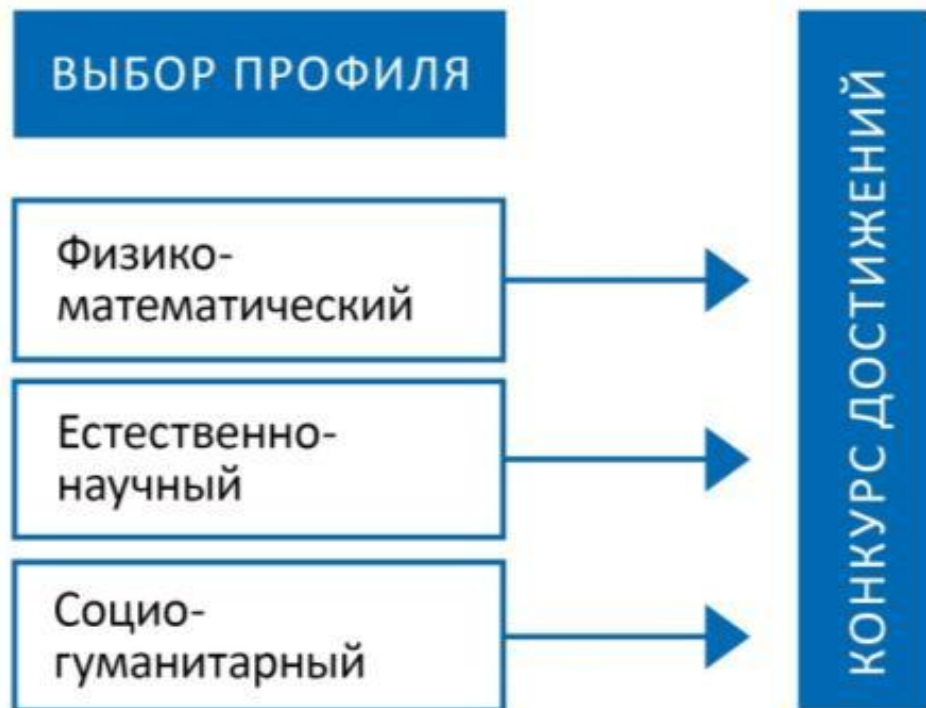 ВЫБОР ПРОФИЛЯ
Физико-
математический
Естественно-
научный
Социо-
гуманитарный
КОНКУРС ДОСТИЖЕНИЙ